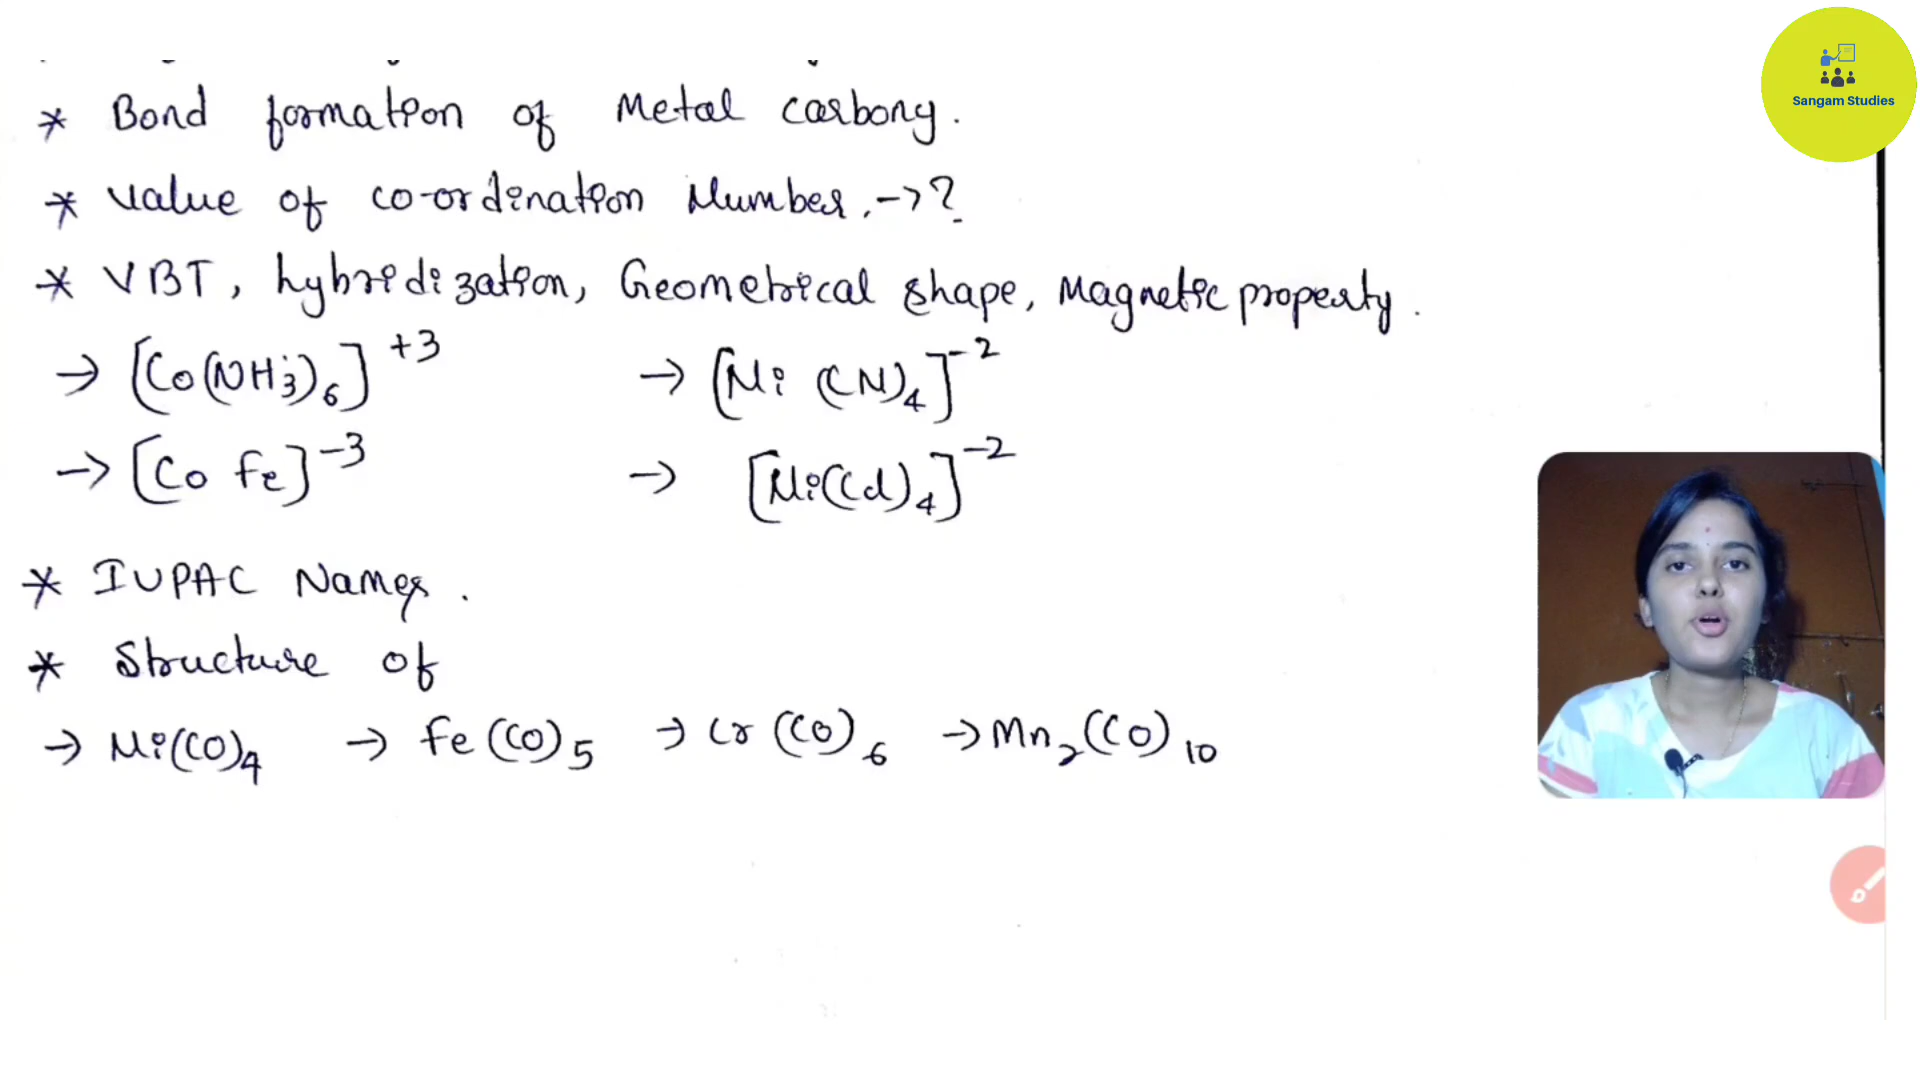 Sangam Studies
* Bond formation of Metal carbony.
* Value of co-ordination Number. -> ?
* VBT, hybridization, Geometrical shape, Magnetic property.
→ [Co(NH3)6]+3 → [Ni (CN)4]-2
→ [Co Fe]-3 → [Ni(Cd)4]-2
* IUPAC Names.
* Structure of
→ Ni(CO)4 → Fe(CO)5 → Cr(CO)6 → Mn2(CO)10